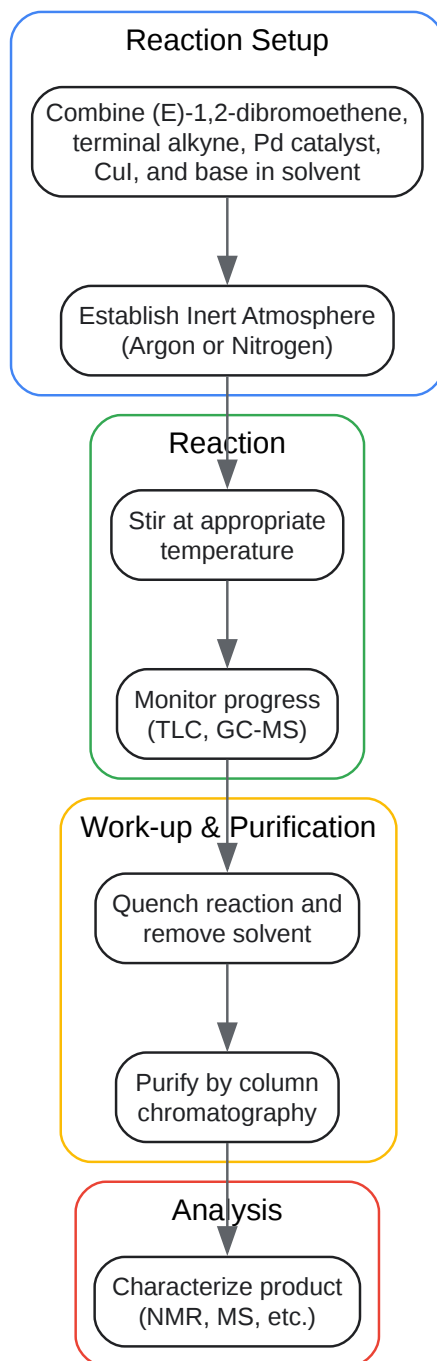 Reaction Setup
Combine (E)-1,2-dibromoethene,
terminal alkyne, Pd catalyst,
CuI, and base in solvent
Establish Inert Atmosphere
(Argon or Nitrogen)
Reaction
Stir at appropriate
temperature
Monitor progress
(TLC, GC-MS)
Work-up & Purification
Quench reaction and
remove solvent
Purify by column
chromatography
Analysis
Characterize product
(NMR, MS, etc.)